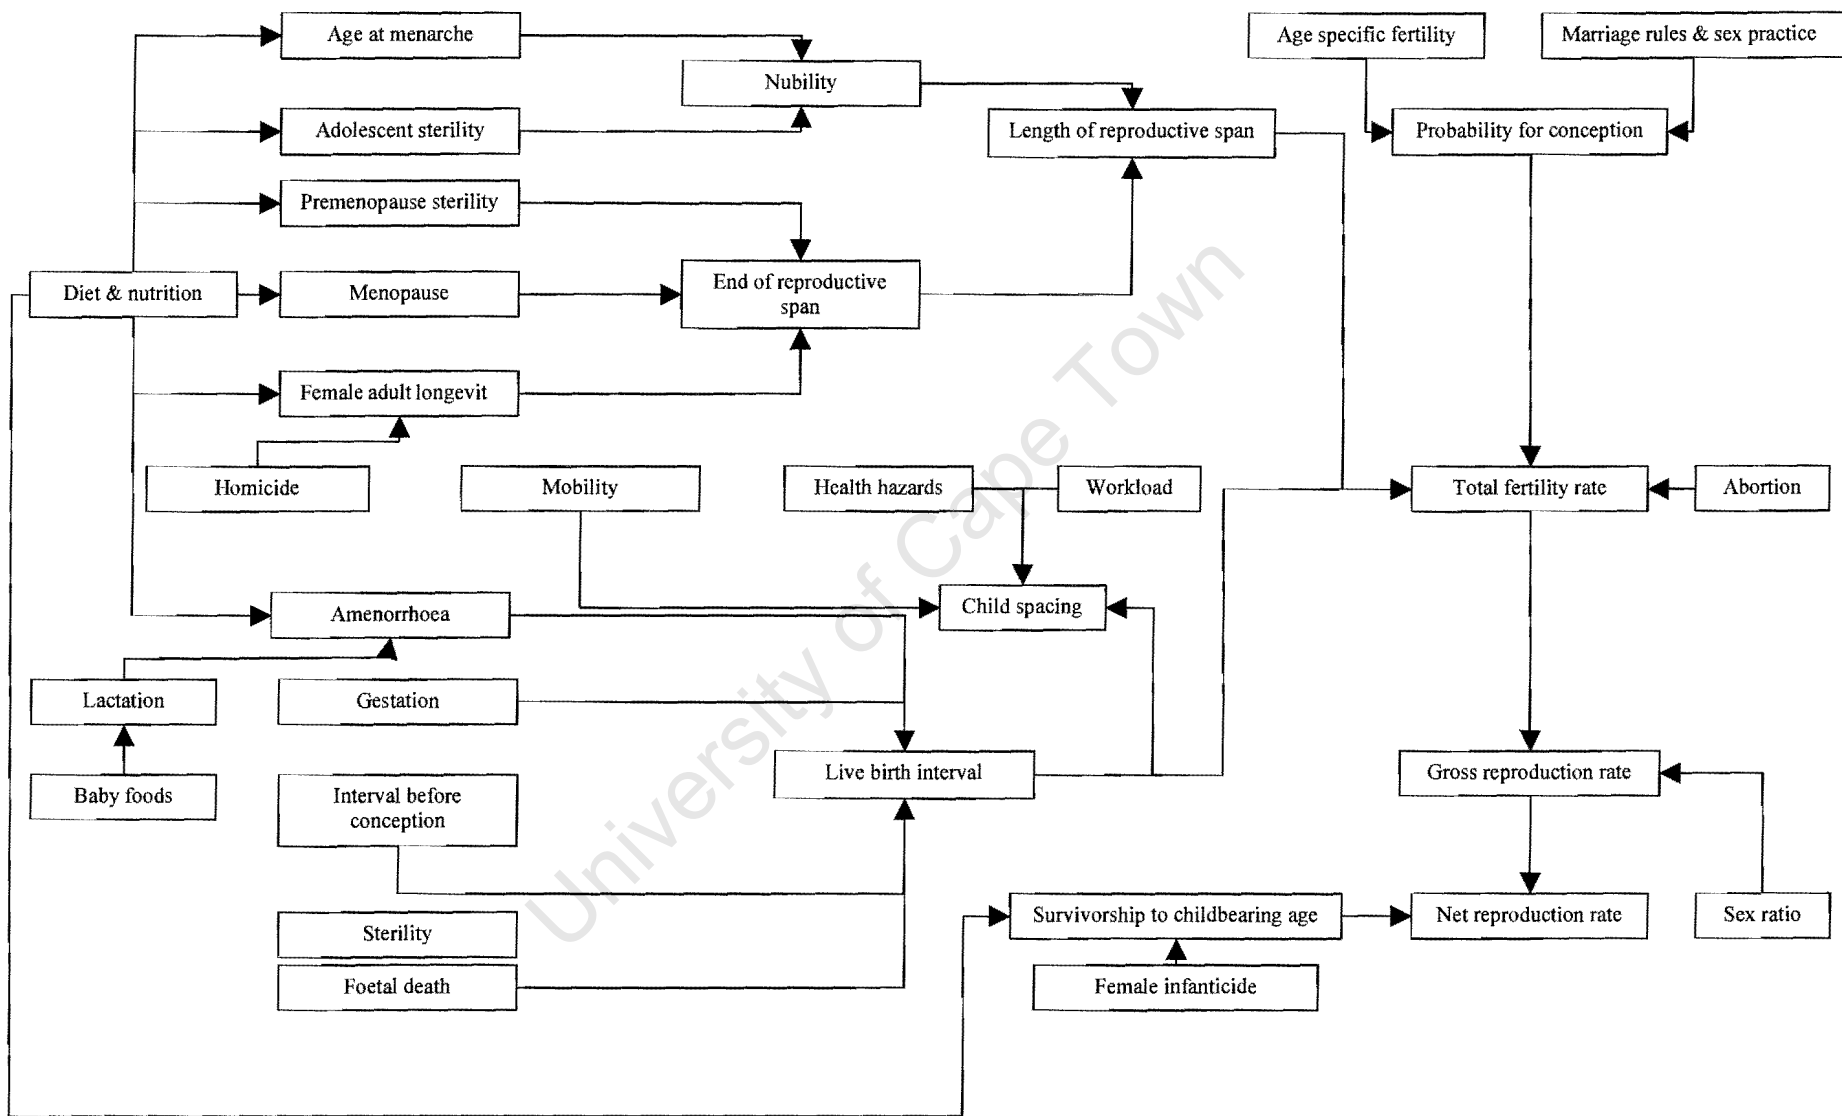 Age at menarche
Age specific fertility
Marriage rules & sex practice
Nubility
Adolescent sterility
Length of reproductive span
Probability for conception
Premenopause sterility
Diet & nutrition
Menopause
End of reproductive
span
Female adult longevit
Homicide
Mobility
Health hazards
Workload
Total fertility rate
Abortion
Amenorrhoea
Child spacing
Lactation
Gestation
Live birth interval
Gross reproduction rate
Baby foods
Interval before
conception
Survivorship to childbearing age
Net reproduction rate
Sex ratio
Sterility
Foetal death
Female infanticide
University of Cape Town